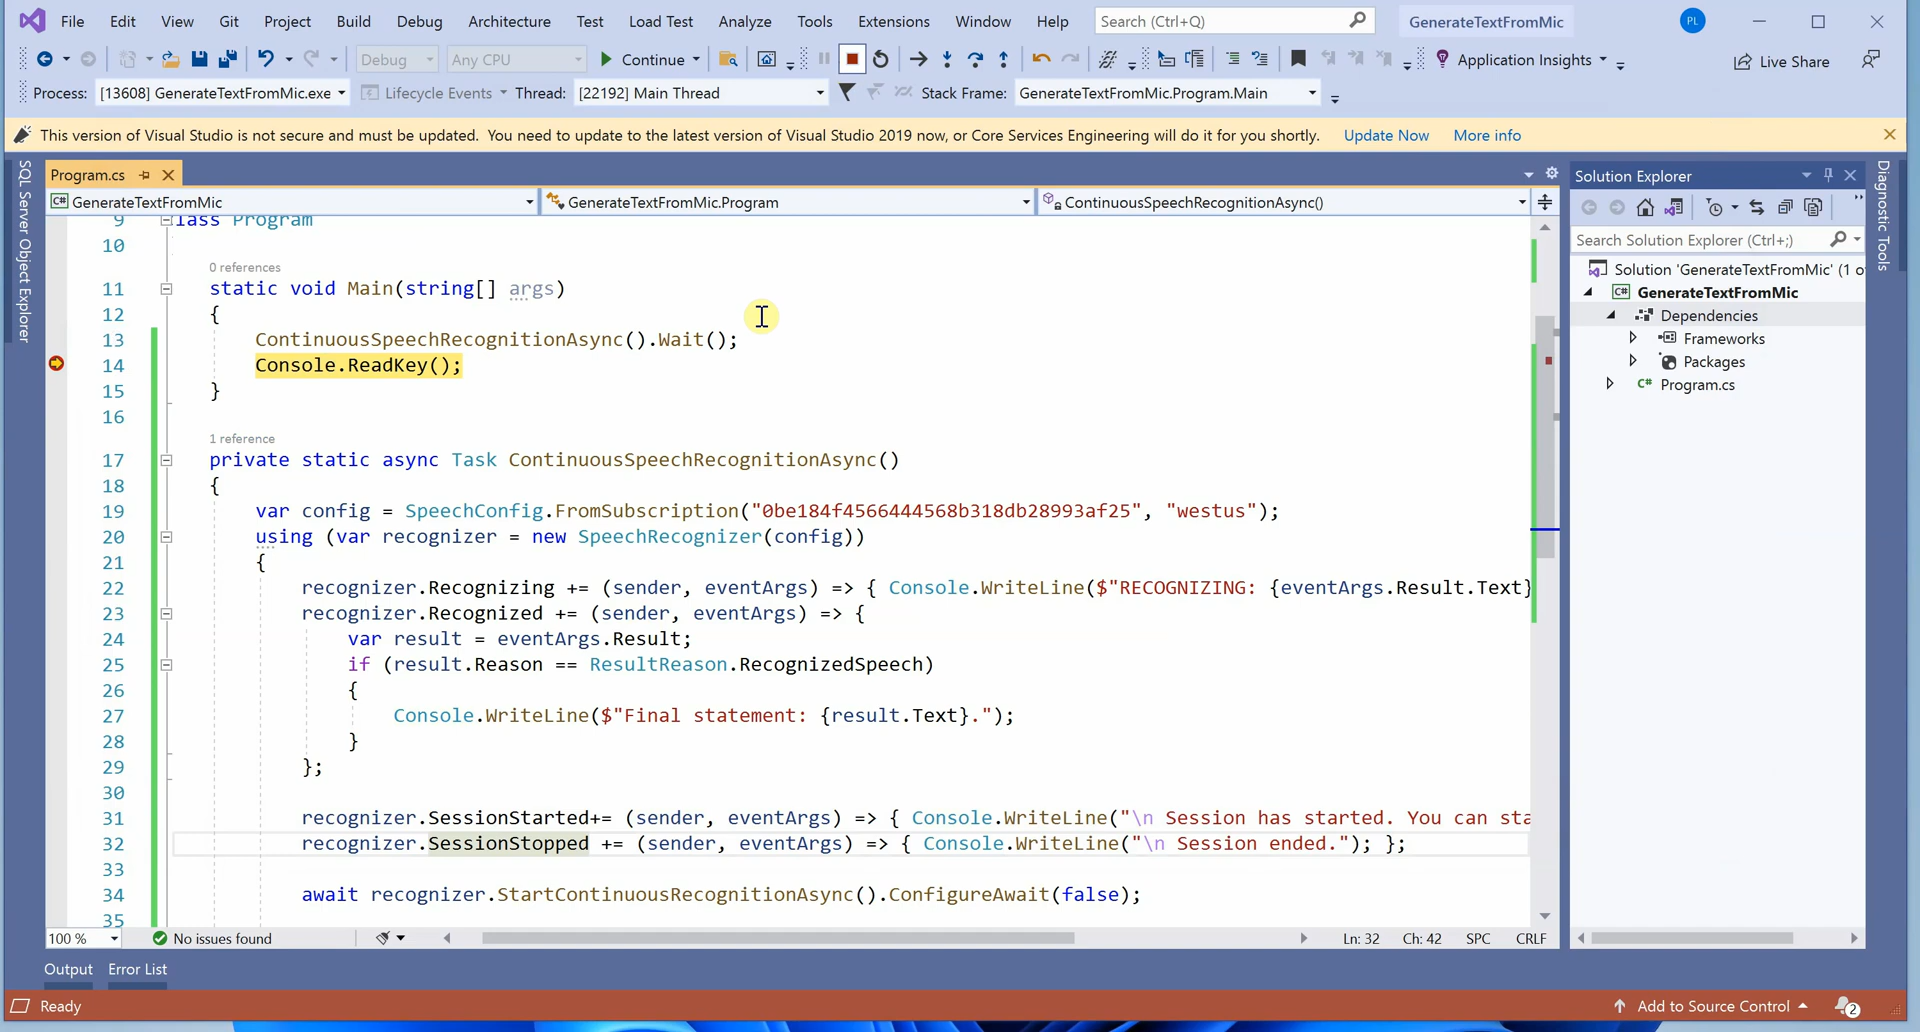 File Edit View Git Project Build Debug Architecture Test Load Test Analyze Tools Extensions Window Help Search (Ctrl+Q) GenerateTextFromMic PL
Debug Any CPU Continue Application Insights Live Share
Process: [13608] GenerateTextFromMic.exe Lifecycle Events Thread: [22192] Main Thread Stack Frame: GenerateTextFromMic.Program.Main
This version of Visual Studio is not secure and must be updated. You need to update to the latest version of Visual Studio 2019 now, or Core Services Engineering will do it for you shortly. Update Now More info
SQL Server Object Explorer
Program.cs
C# GenerateTextFromMic GenerateTextFromMic.Program ContinuousSpeechRecognitionAsync()
9 lass Program
10
0 references
11 static void Main(string[] args)
12 {
13 ContinuousSpeechRecognitionAsync().Wait();
14 Console.ReadKey();
15 }
16
1 reference
17 private static async Task ContinuousSpeechRecognitionAsync()
18 {
19 var config = SpeechConfig.FromSubscription("0be184f4566444568b318db28993af25", "westus");
20 using (var recognizer = new SpeechRecognizer(config))
21 {
22 recognizer.Recognizing += (sender, eventArgs) => { Console.WriteLine($"RECOGNIZING: {eventArgs.Result.Text}
23 recognizer.Recognized += (sender, eventArgs) => {
24 var result = eventArgs.Result;
25 if (result.Reason == ResultReason.RecognizedSpeech)
26 {
27 Console.WriteLine($"Final statement: {result.Text}.");
28 }
29 };
30
31 recognizer.SessionStarted+= (sender, eventArgs) => { Console.WriteLine("\n Session has started. You can sta
32 recognizer.SessionStopped += (sender, eventArgs) => { Console.WriteLine("\n Session ended."); };
33
34 await recognizer.StartContinuousRecognitionAsync().ConfigureAwait(false);
35
100 % No issues found Ln: 32 Ch: 42 SPC CRLF
Solution Explorer
Search Solution Explorer (Ctrl+;)
Solution 'GenerateTextFromMic' (1 o
C# GenerateTextFromMic
Dependencies
Frameworks
Packages
C# Program.cs
Diagnostic Tools
Output Error List
Ready Add to Source Control 2